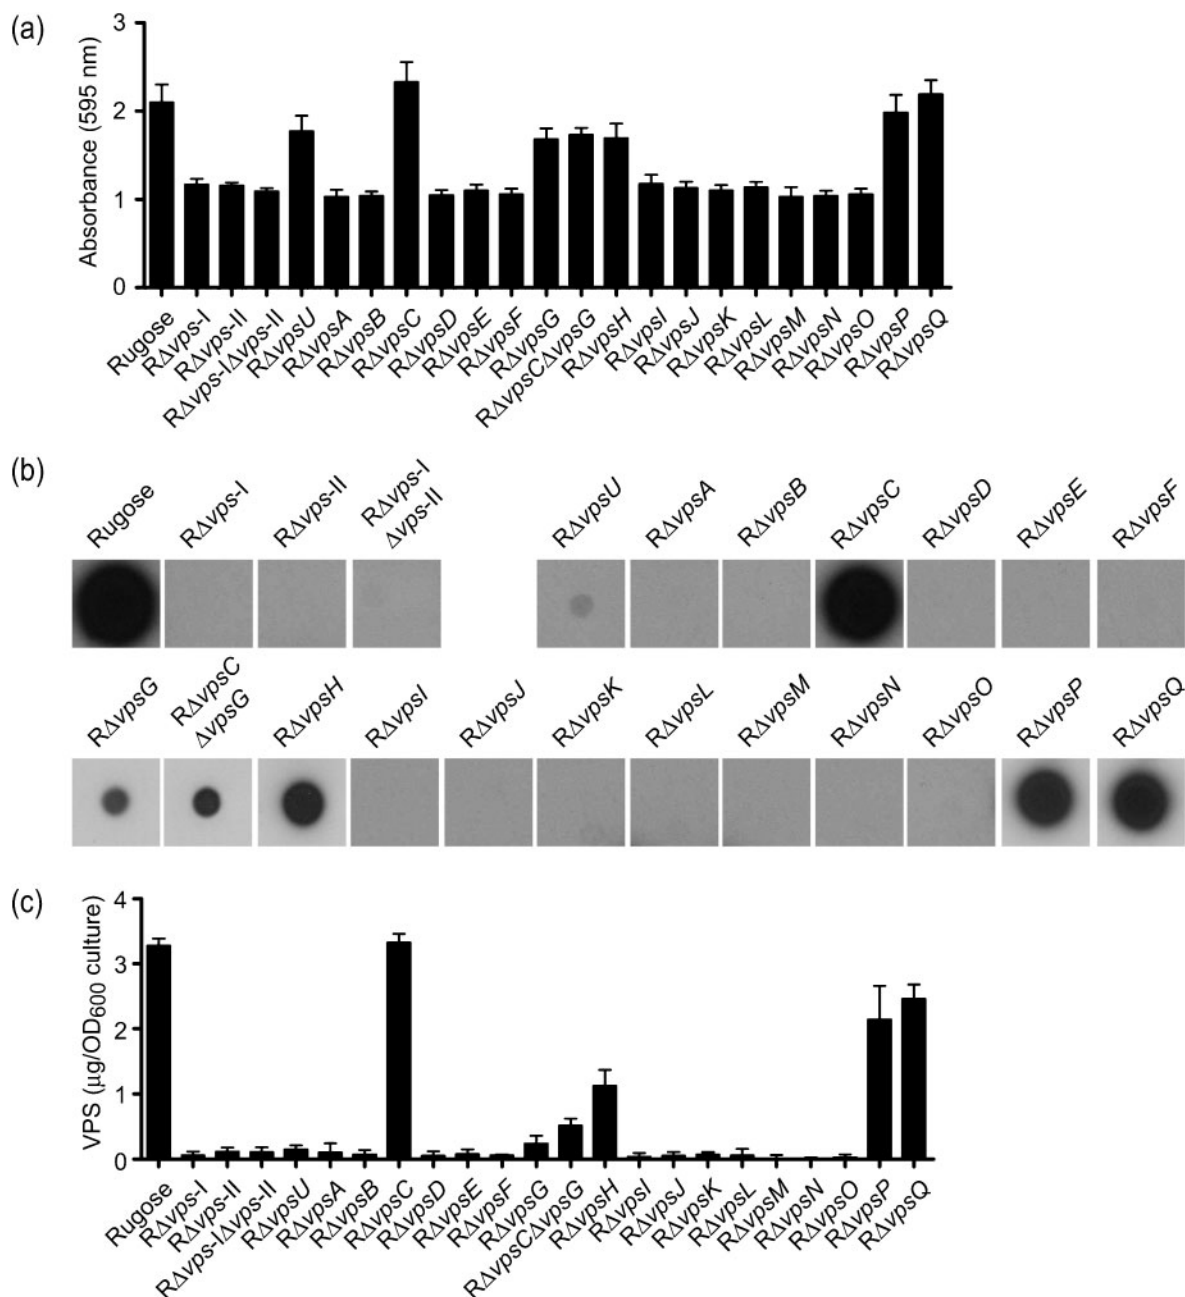 (a)
Absorbance (595 nm)
3
2
1
0
Rugose
RΔvps-I
RΔvps-II
RΔvps-IΔvps-II
RΔvpsU
RΔvpsA
RΔvpsB
RΔvpsC
RΔvpsD
RΔvpsE
RΔvpsF
RΔvpsG
RΔvpsCΔvpsG
RΔvpsH
RΔvpsI
RΔvpsJ
RΔvpsK
RΔvpsL
RΔvpsM
RΔvpsN
RΔvpsO
RΔvpsP
RΔvpsQ
(b)
Rugose
RΔvps-I
RΔvps-II
RΔvps-I
Δvps-II
RΔvpsU
RΔvpsA
RΔvpsB
RΔvpsC
RΔvpsD
RΔvpsE
RΔvpsF
RΔvpsG
RΔvpsC
ΔvpsG
RΔvpsH
RΔvpsI
RΔvpsJ
RΔvpsK
RΔvpsL
RΔvpsM
RΔvpsN
RΔvpsO
RΔvpsP
RΔvpsQ
(c)
VPS (μg/OD600 culture)
4
3
2
1
0
Rugose
RΔvps-I
RΔvps-II
RΔvps-IΔvps-II
RΔvpsU
RΔvpsA
RΔvpsB
RΔvpsC
RΔvpsD
RΔvpsE
RΔvpsF
RΔvpsG
RΔvpsCΔvpsG
RΔvpsH
RΔvpsI
RΔvpsJ
RΔvpsK
RΔvpsL
RΔvpsM
RΔvpsN
RΔvpsO
RΔvpsP
RΔvpsQ